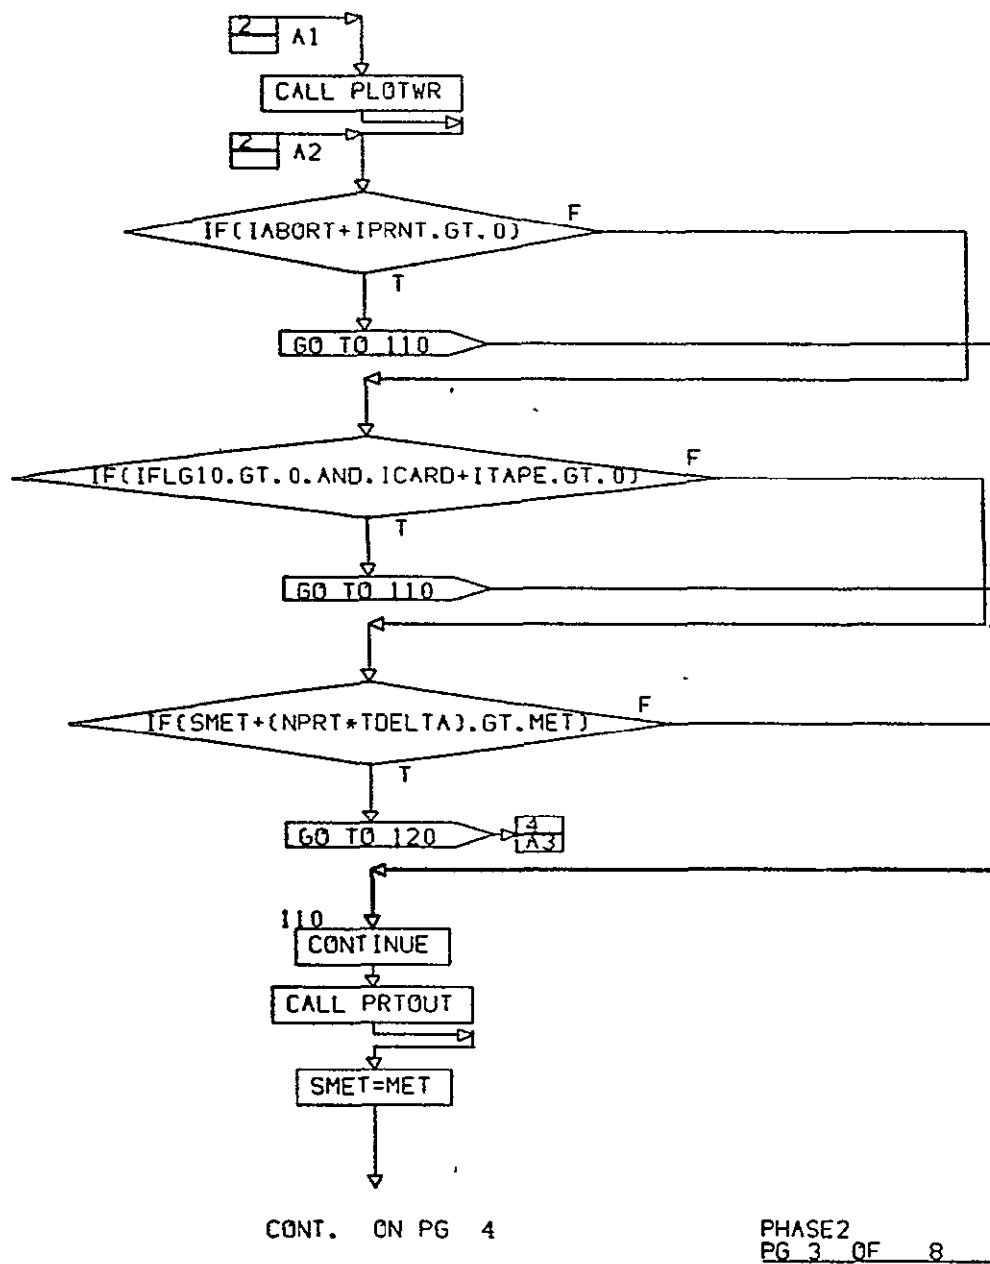 2
A1
CALL PLOTWR
2
A2
IF(IABORT+IPRNT.GT.0)
F
T
GO TO 110
IF(IFLG10.GT.0.AND.ICARD+ITAPE.GT.0)
F
T
GO TO 110
IF(SMET+(NPRT*TDELTA).GT.MET)
F
T
GO TO 120
4
A3
110
CONTINUE
CALL PRTOUT
SMET=MET
CONT. ON PG 4
PHASE2
PG 3 OF 8